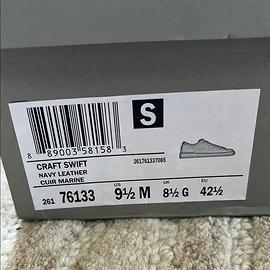 S
8 89003 58158 3
CRAFT SWIFT
261761337085
NAVY LEATHER
CUIR MARINE
US UK EU
261 76133 9½ M 8½ G 42½